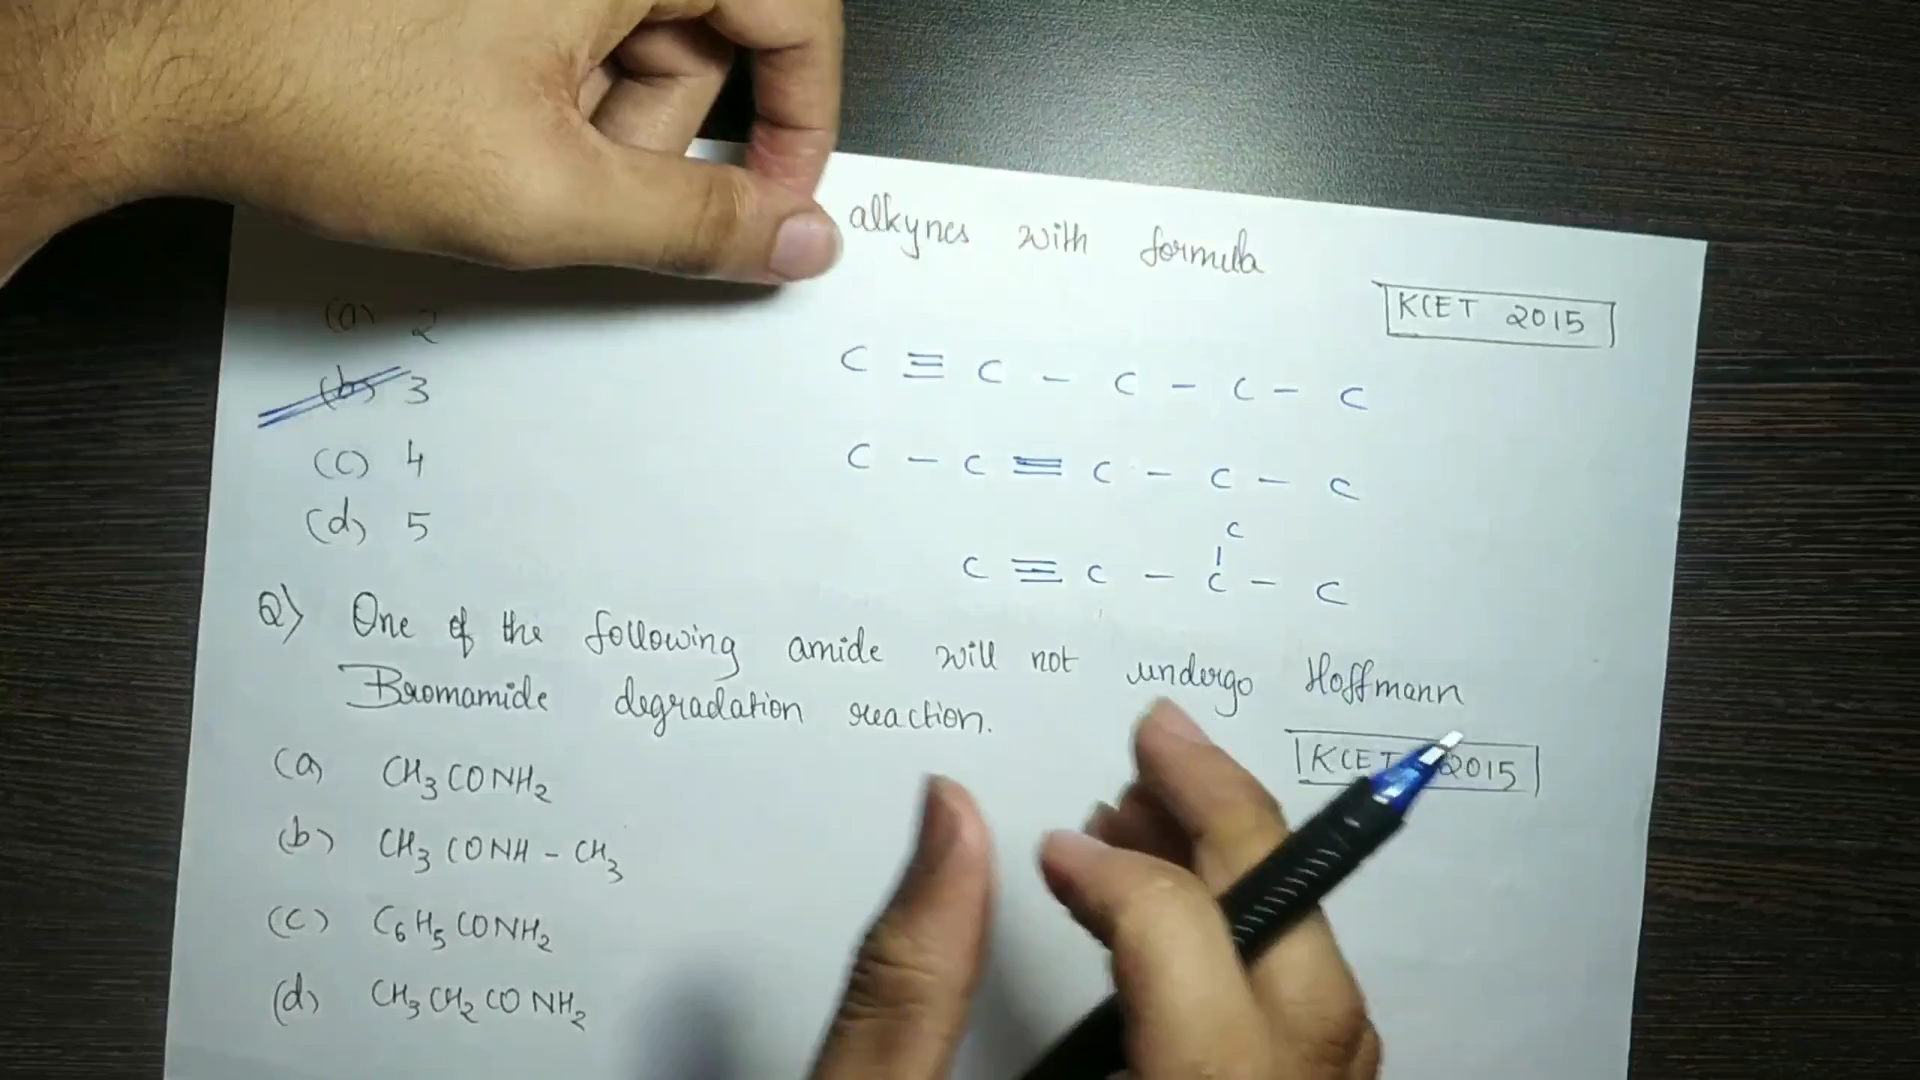 alkynes with formula
KCET 2015
(a) 2
(b) 3
(c) 4
(d) 5
C ≡ C - C - C - C
C - C ≡ C - C - C
C
C ≡ C - C - C
Q) One of the following amide will not undergo Hoffmann
Bromamide degradation reaction.
KCET 2015
(a) CH₃CONH₂
(b) CH₃CONH - CH₃
(c) C₆H₅CONH₂
(d) CH₃CH₂CONH₂